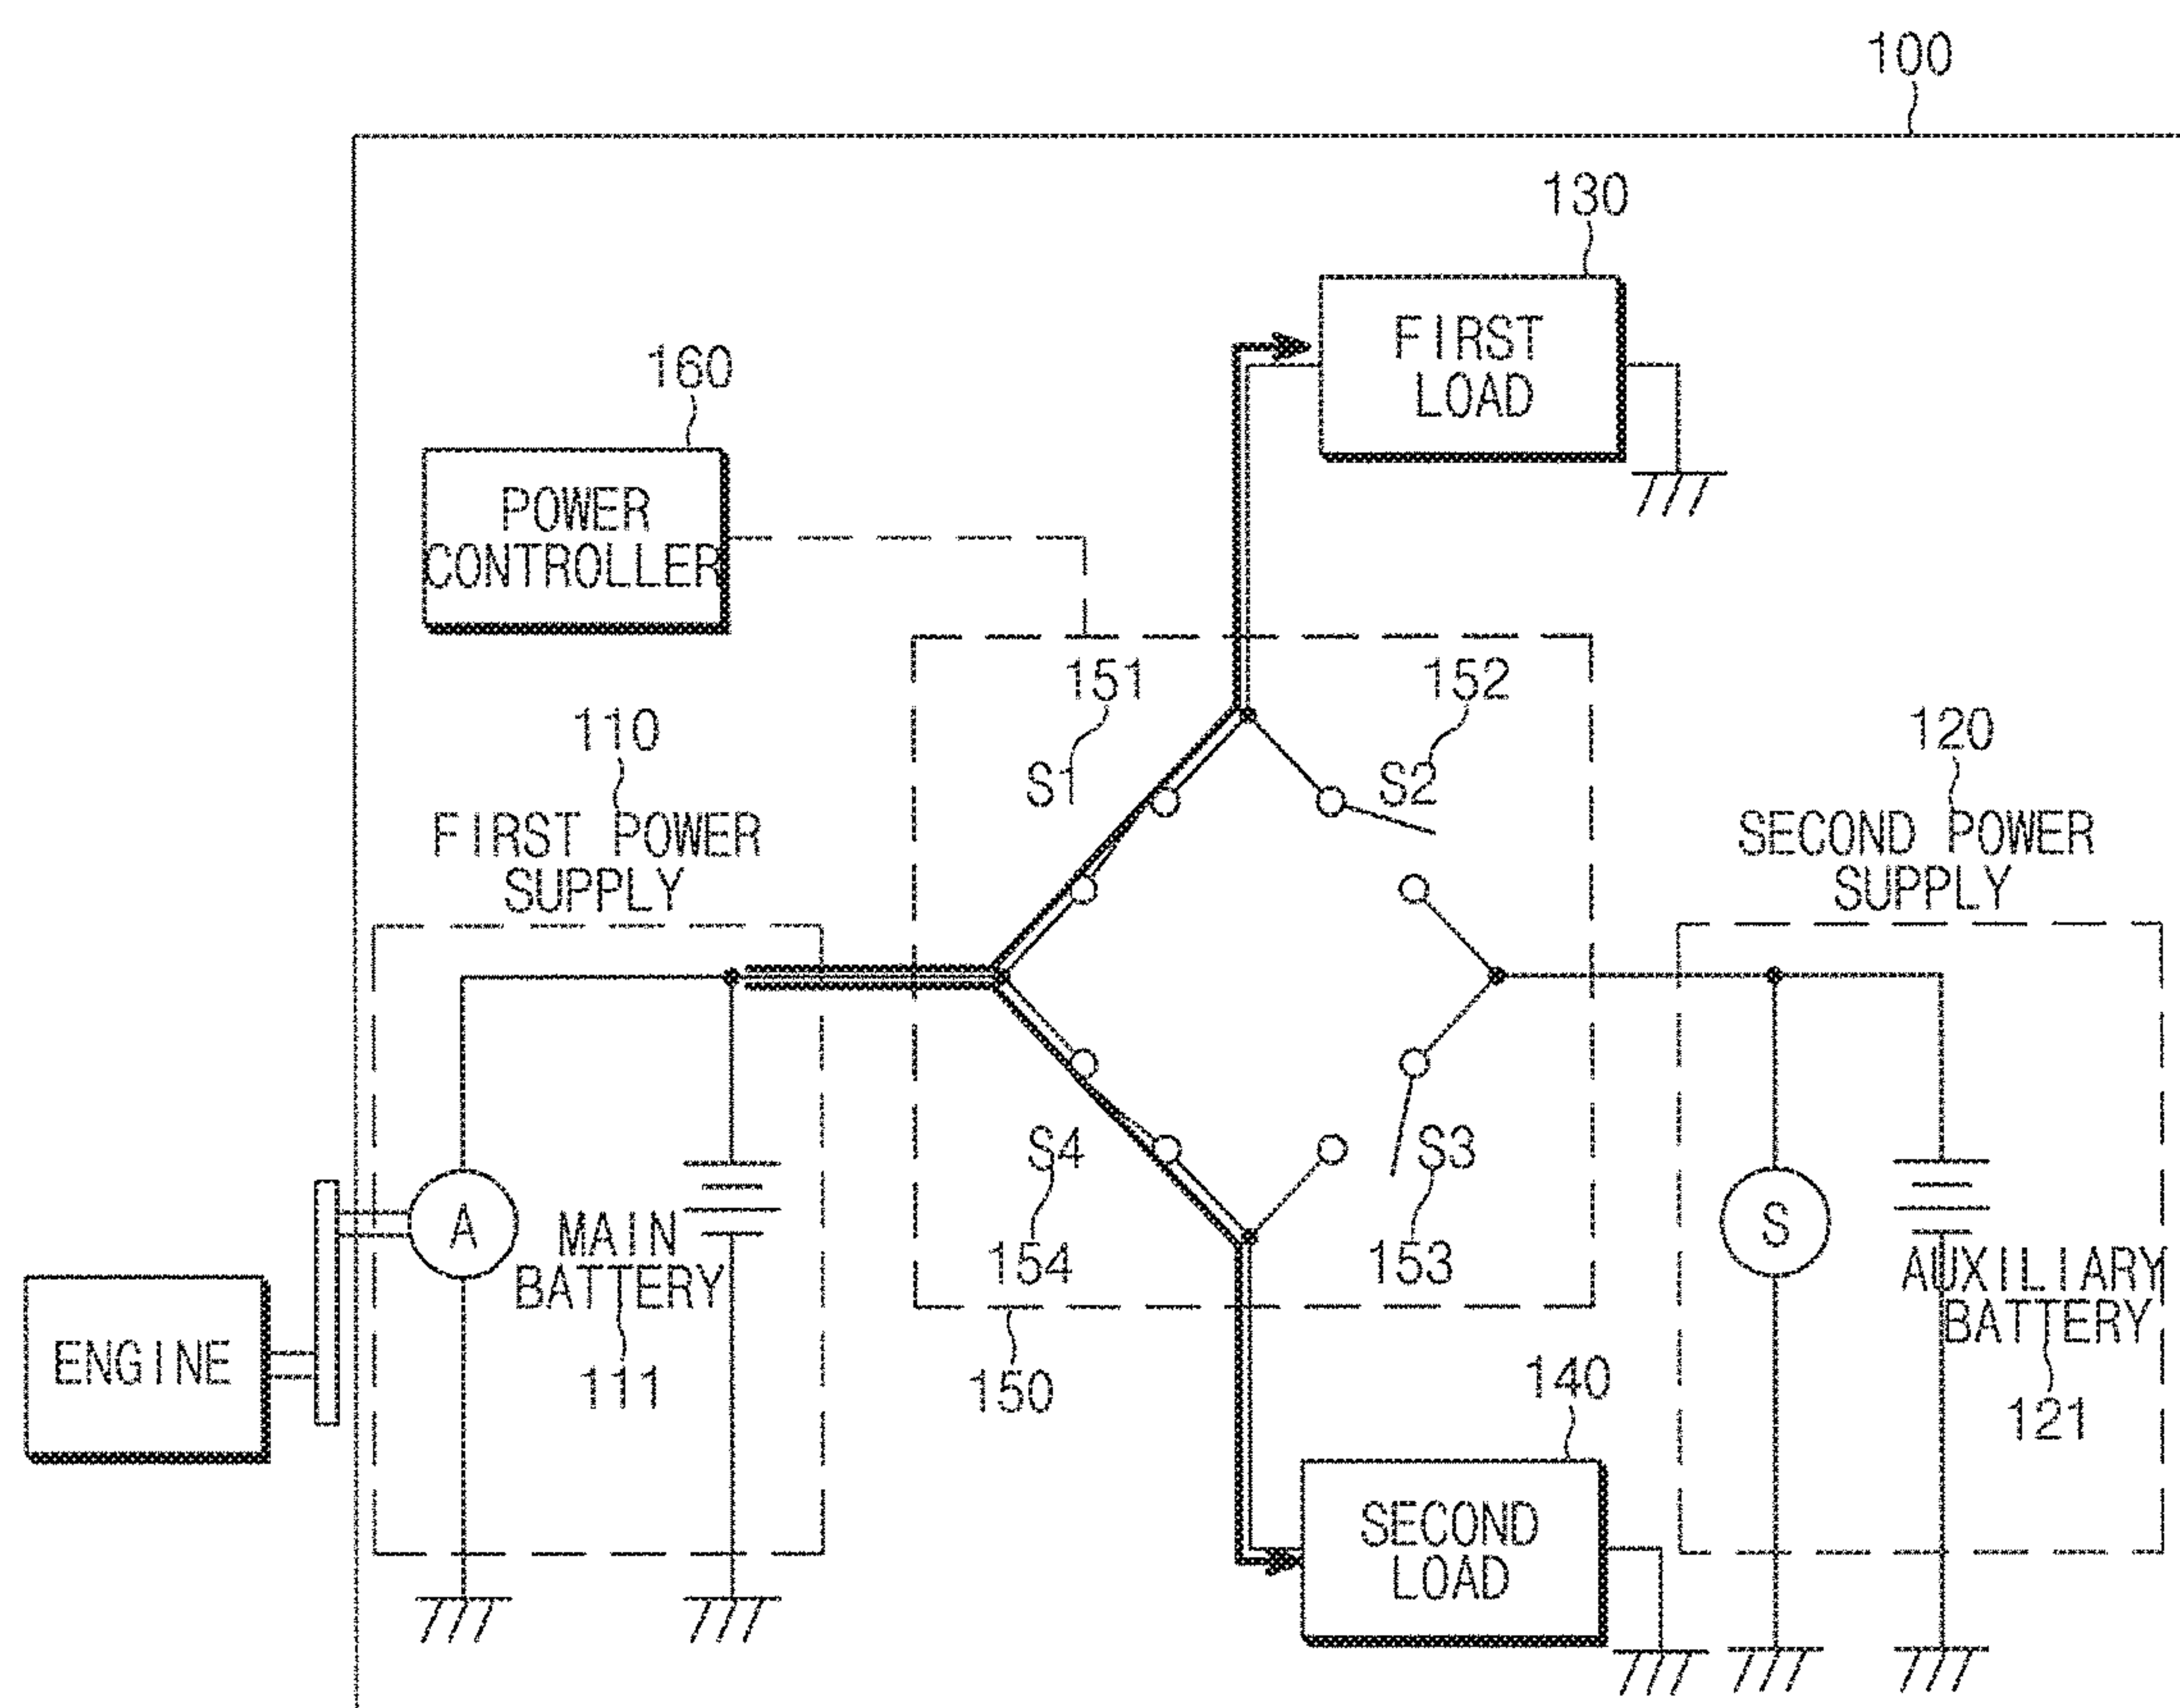 100
130
FIRST
LOAD
160
POWER
CONTROLLER
151
152
110
S1
S2
120
FIRST POWER
SUPPLY
SECOND POWER
SUPPLY
A
MAIN
BATTERY
111
S4
S3
154
153
S
AUXILIARY
BATTERY
121
ENGINE
150
140
SECOND
LOAD